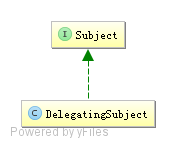 I Subject
C DelegatingSubject
Powered by yFiles